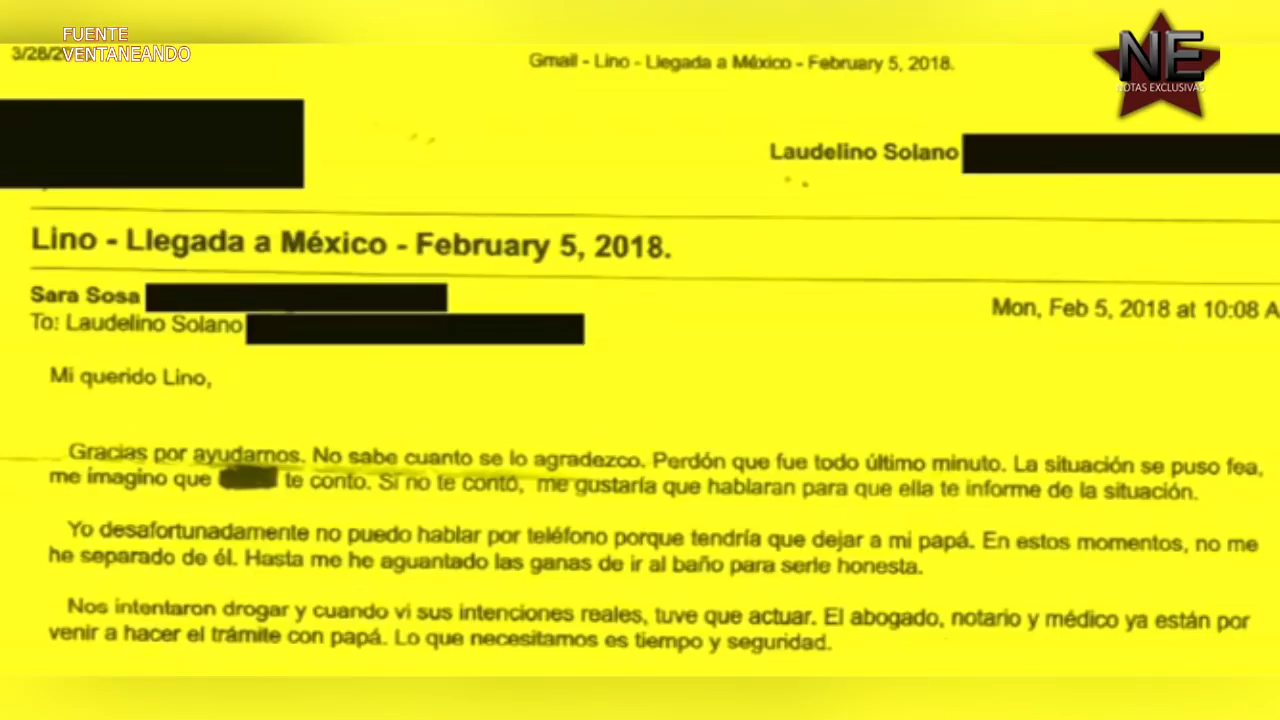 FUENTE
VENTANEANDO
NE
NOTAS EXCLUSIVAS
3/28/2
Gmail - Lino - Llegada a México - February 5, 2018.
Laudelino Solano
Lino - Llegada a México - February 5, 2018.
Sara Sosa
Mon, Feb 5, 2018 at 10:08 A
To: Laudelino Solano
Mi querido Lino,
Gracias por ayudarnos. No sabe cuanto se lo agradezco. Perdón que fue todo último minuto. La situación se puso fea,
me imagino que te conto. Si no te contó, me gustaría que hablaran para que ella te informe de la situación.
Yo desafortunadamente no puedo hablar por teléfono porque tendría que dejar a mi papá. En estos momentos, no me
he separado de él. Hasta me he aguantado las ganas de ir al baño para serle honesta.
Nos intentaron drogar y cuando vi sus intenciones reales, tuve que actuar. El abogado, notario y médico ya están por
venir a hacer el trámite con papá. Lo que necesitamos es tiempo y seguridad.